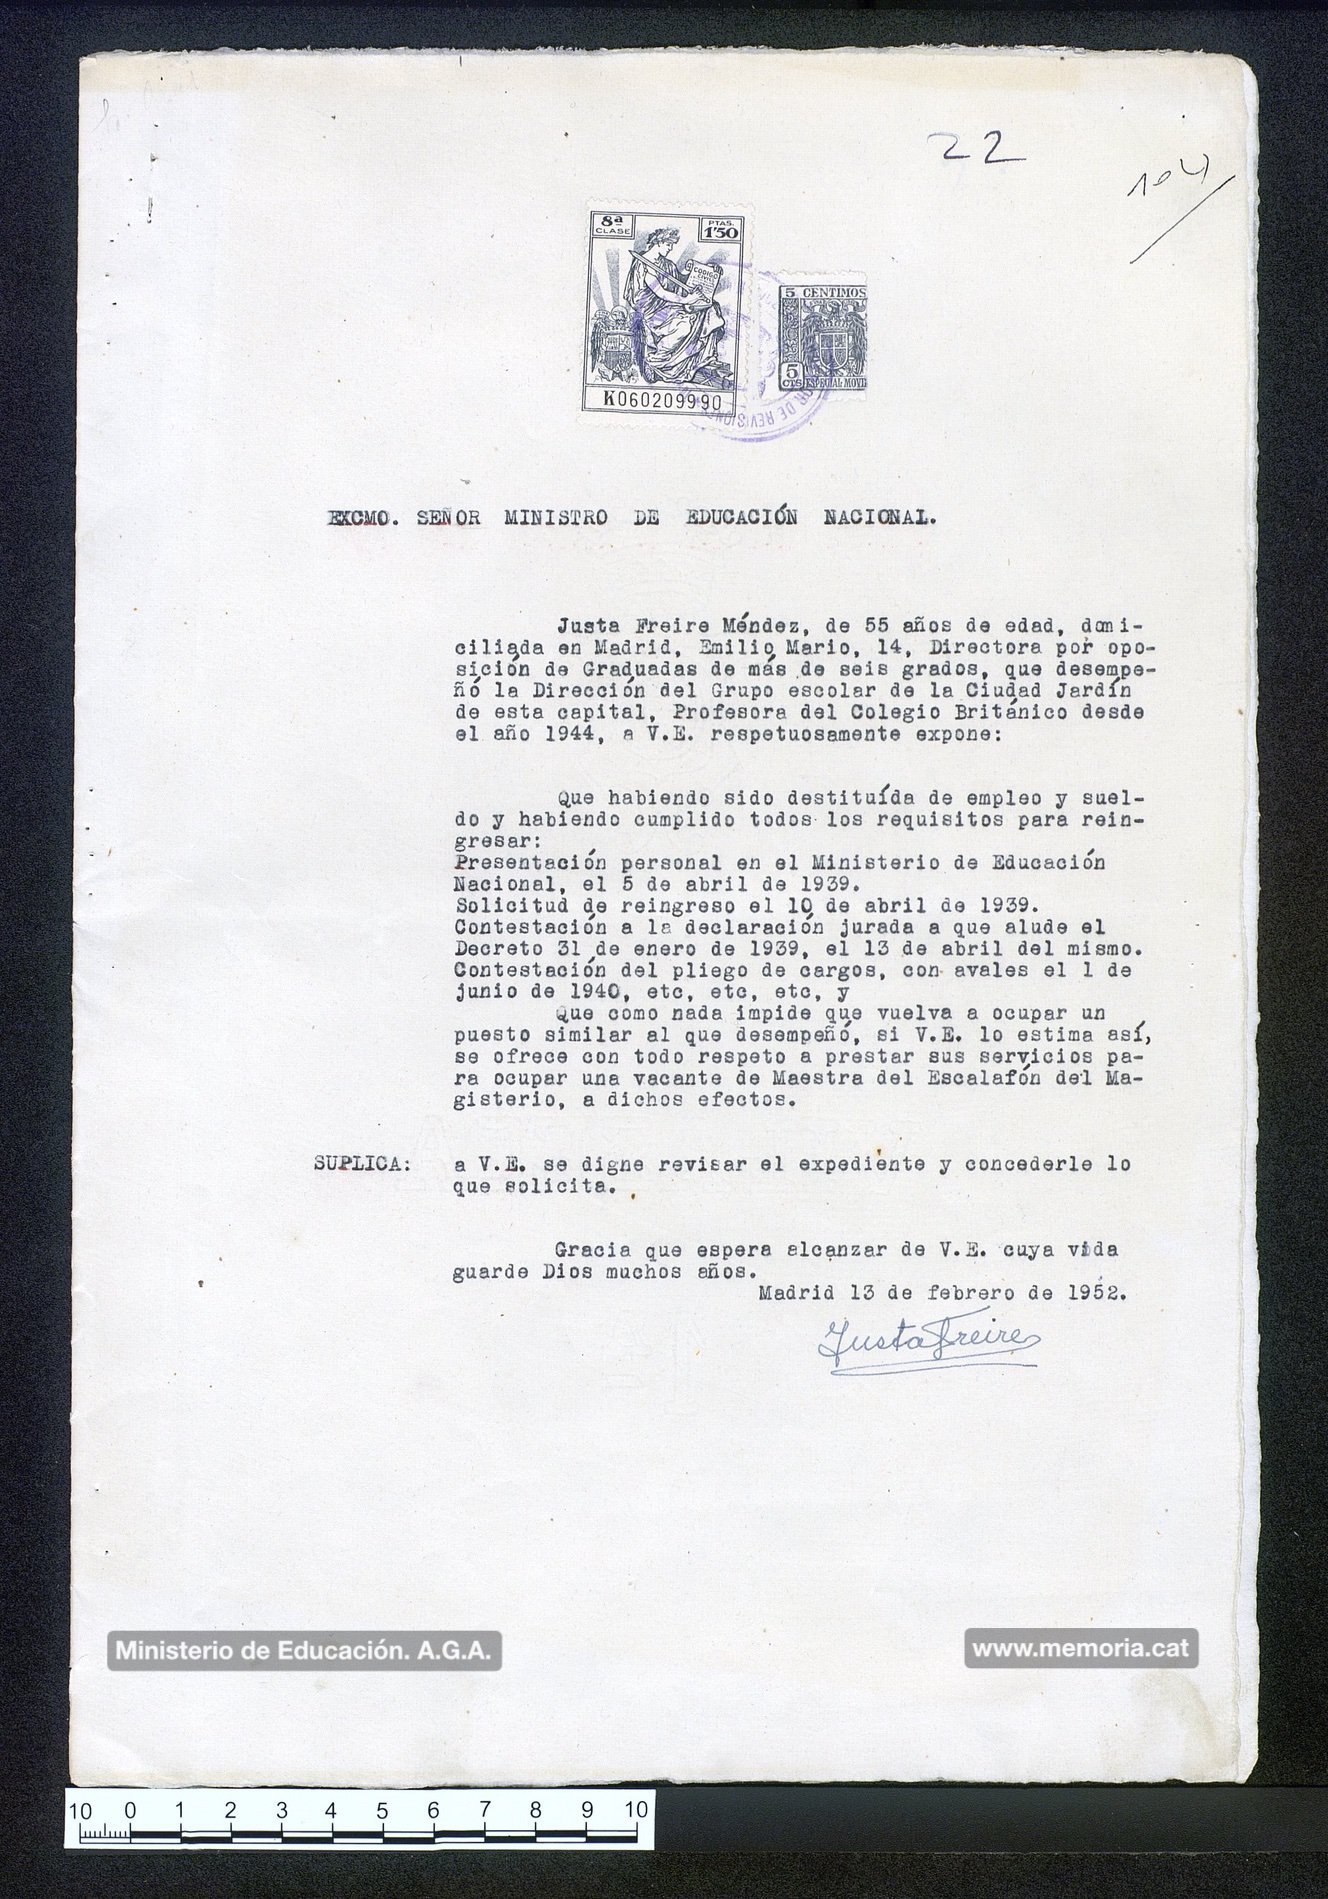 22
104
8ª CLASE
PTAS. 1'50
CODIGO
K06020999​0
5 CENTIMOS
5 CTS
ESPECIAL MOVI
OR DE REVISION
EXCMO. SEÑOR MINISTRO DE EDUCACIÓN NACIONAL.
Justa Freire Méndez, de 55 años de edad, domi-
ciliada en Madrid, Emilio Mario, 14, Directora por opo-
sición de Graduadas de más de seis grados, que desempe-
ñó la Dirección del Grupo escolar de la Ciudad Jardín
de esta capital, Profesora del Colegio Británico desde
el año 1944, a V.E. respetuosamente expone:
Que habiendo sido destituída de empleo y suel-
do y habiendo cumplido todos los requisitos para rein-
gresar:
Presentación personal en el Ministerio de Educación
Nacional, el 5 de abril de 1939.
Solicitud de reingreso el 10 de abril de 1939.
Contestación a la declaración jurada a que alude el
Decreto 31 de enero de 1939, el 13 de abril del mismo.
Contestación del pliego de cargos, con avales el 1 de
junio de 1940, etc, etc, etc, y
Que como nada impide que vuelva a ocupar un
puesto similar al que desempeñó, si V.E. lo estima así,
se ofrece con todo respeto a prestar sus servicios pa-
ra ocupar una vacante de Maestra del Escalafón del Ma-
gisterio, a dichos efectos.
SUPLICA: a V.E. se digne revisar el expediente y concederle lo
que solicita.
Gracia que espera alcanzar de V.E. cuya vida
guarde Dios muchos años.
Madrid 13 de febrero de 1952.
Justa Freire
Ministerio de Educación. A.G.A.
www.memoria.cat
10 0 1 2 3 4 5 6 7 8 9 10